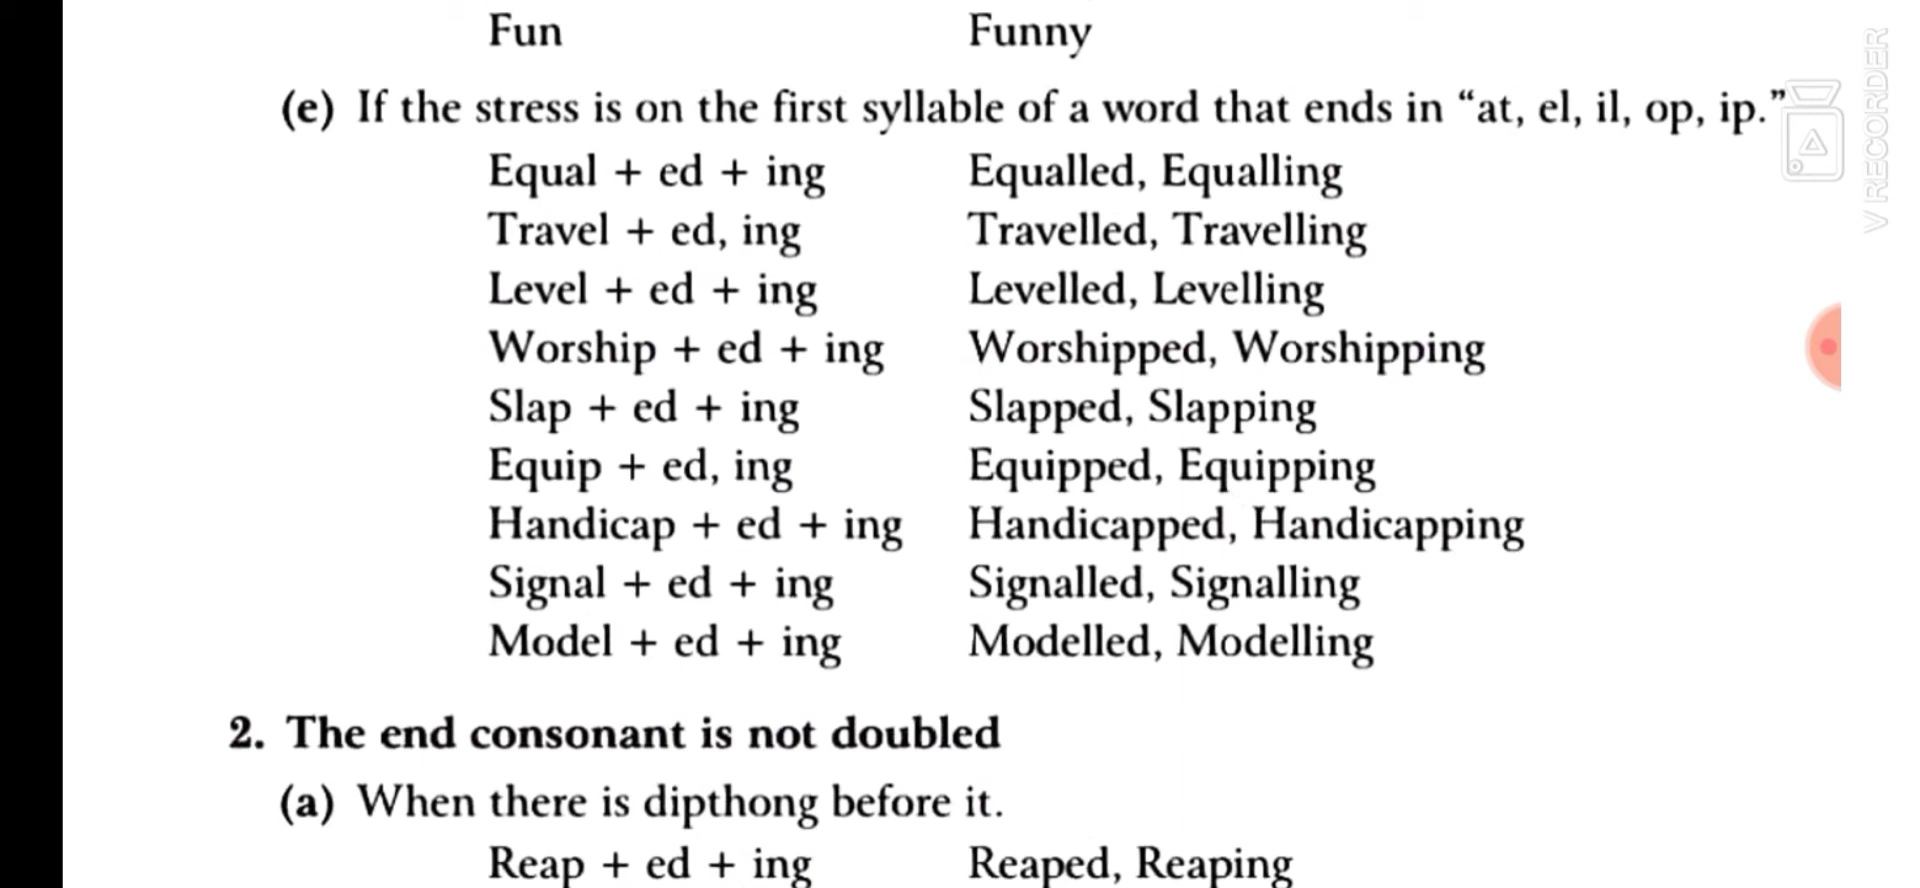 Fun Funny
(e) If the stress is on the first syllable of a word that ends in “at, el, il, op, ip.”
Equal + ed + ing Equalled, Equalling
Travel + ed, ing Travelled, Travelling
Level + ed + ing Levelled, Levelling
Worship + ed + ing Worshipped, Worshipping
Slap + ed + ing Slapped, Slapping
Equip + ed, ing Equipped, Equipping
Handicap + ed + ing Handicapped, Handicapping
Signal + ed + ing Signalled, Signalling
Model + ed + ing Modelled, Modelling
2. The end consonant is not doubled
(a) When there is dipthong before it.
Reap + ed + ing Reaped, Reaping
V RECORDER